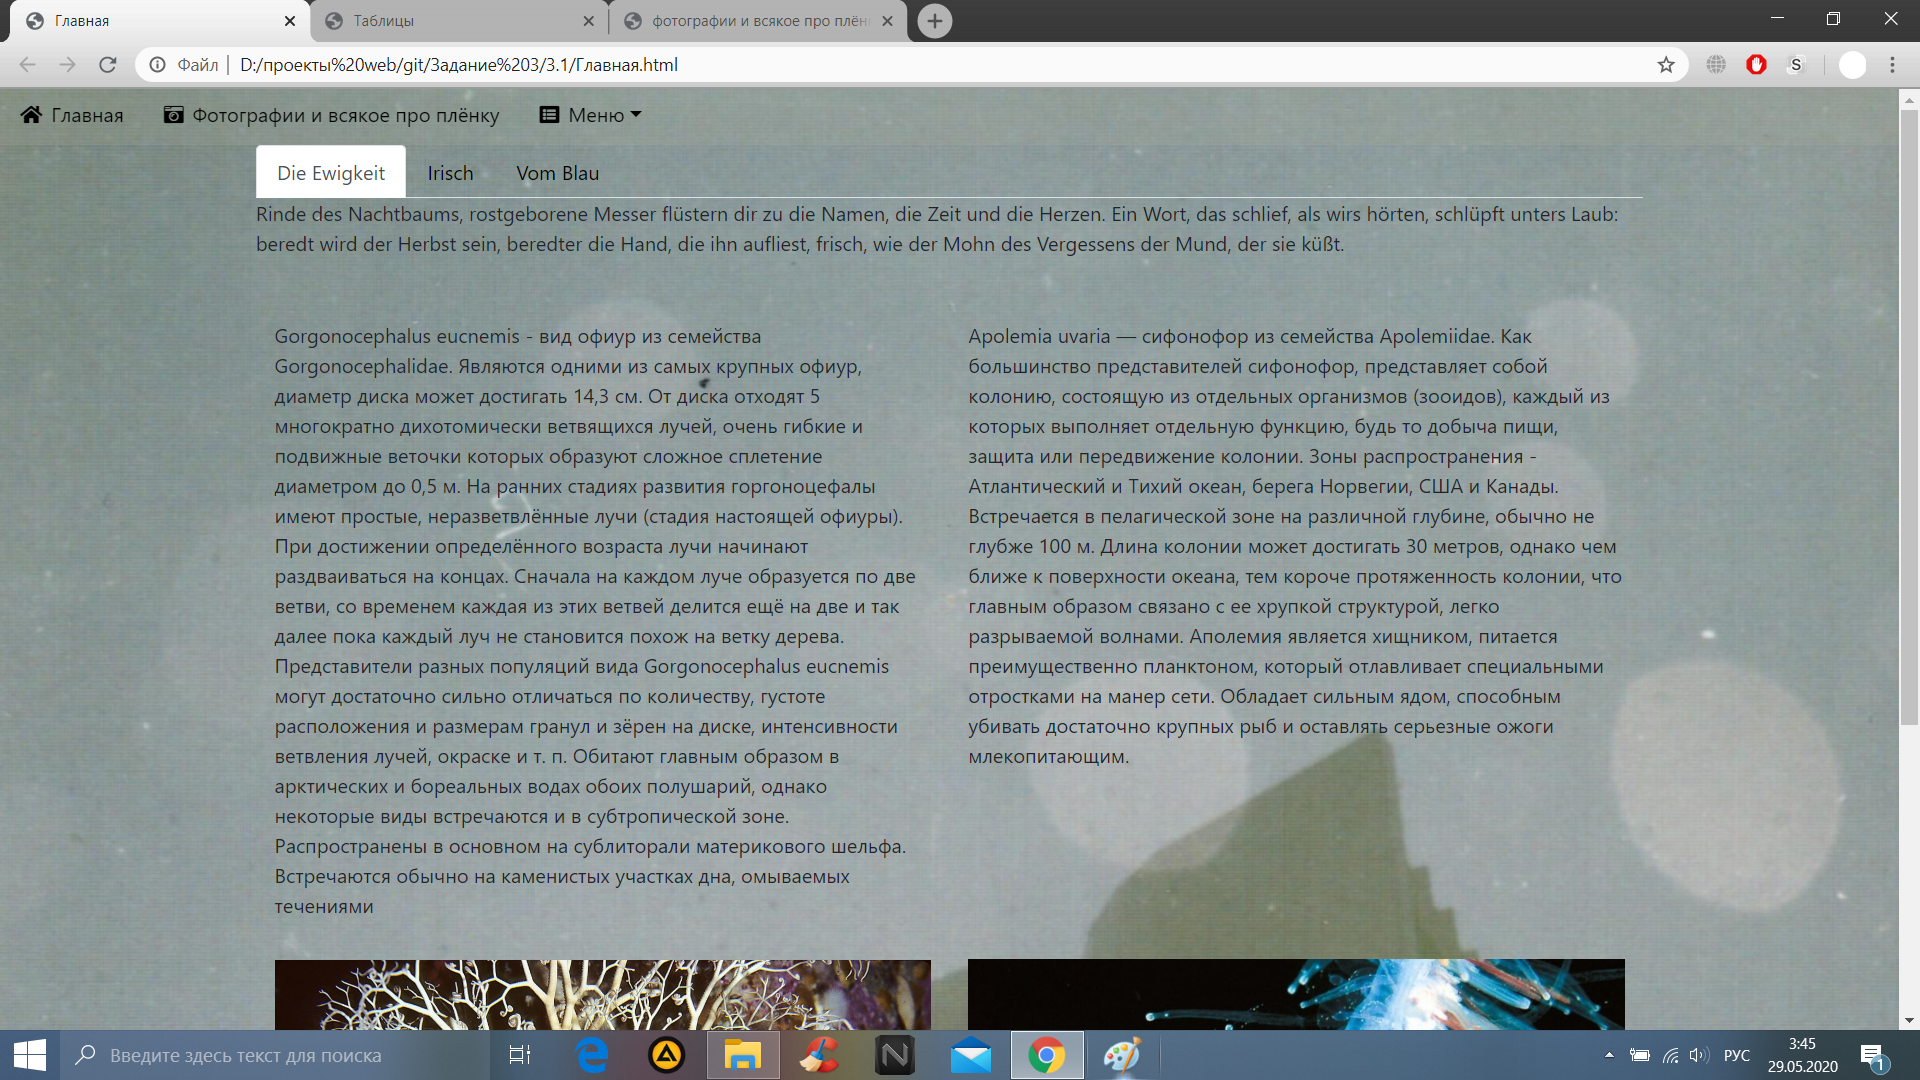 Главная
Таблицы
фотографии и всякое про плён
Файл
D:/проекты%20web/git/Задание%203/3.1/Главная.html
S
Главная
Фотографии и всякое про плёнку
Меню
Die Ewigkeit
Irisch
Vom Blau
Rinde des Nachtbaums, rostgeborene Messer flüstern dir zu die Namen, die Zeit und die Herzen. Ein Wort, das schlief, als wirs hörten, schlüpft unters Laub:
beredt wird der Herbst sein, beredter die Hand, die ihn aufliest, frisch, wie der Mohn des Vergessens der Mund, der sie küßt.
Gorgonocephalus eucnemis - вид офиур из семейства
Gorgonocephalidae. Являются одними из самых крупных офиур,
диаметр диска может достигать 14,3 см. От диска отходят 5
многократно дихотомически ветвящихся лучей, очень гибкие и
подвижные веточки которых образуют сложное сплетение
диаметром до 0,5 м. На ранних стадиях развития горгоноцефалы
имеют простые, неразветвлённые лучи (стадия настоящей офиуры).
При достижении определённого возраста лучи начинают
раздваиваться на концах. Сначала на каждом луче образуется по две
ветви, со временем каждая из этих ветвей делится ещё на две и так
далее пока каждый луч не становится похож на ветку дерева.
Представители разных популяций вида Gorgonocephalus eucnemis
могут достаточно сильно отличаться по количеству, густоте
расположения и размерам гранул и зёрен на диске, интенсивности
ветвления лучей, окраске и т. п. Обитают главным образом в
арктических и бореальных водах обоих полушарий, однако
некоторые виды встречаются и в субтропической зоне.
Распространены в основном на сублиторали материкового шельфа.
Встречаются обычно на каменистых участках дна, омываемых
течениями
Apolemia uvaria — сифонофор из семейства Apolemiidae. Как
большинство представителей сифонофор, представляет собой
колонию, состоящую из отдельных организмов (зооидов), каждый из
которых выполняет отдельную функцию, будь то добыча пищи,
защита или передвижение колонии. Зоны распространения -
Атлантический и Тихий океан, берега Норвегии, США и Канады.
Встречается в пелагической зоне на различной глубине, обычно не
глубже 100 м. Длина колонии может достигать 30 метров, однако чем
ближе к поверхности океана, тем короче протяженность колонии, что
главным образом связано с ее хрупкой структурой, легко
разрываемой волнами. Аполемия является хищником, питается
преимущественно планктоном, который отлавливает специальными
отростками на манер сети. Обладает сильным ядом, способным
убивать достаточно крупных рыб и оставлять серьезные ожоги
млекопитающим.
Введите здесь текст для поиска
РУС
3:45
29.05.2020
1